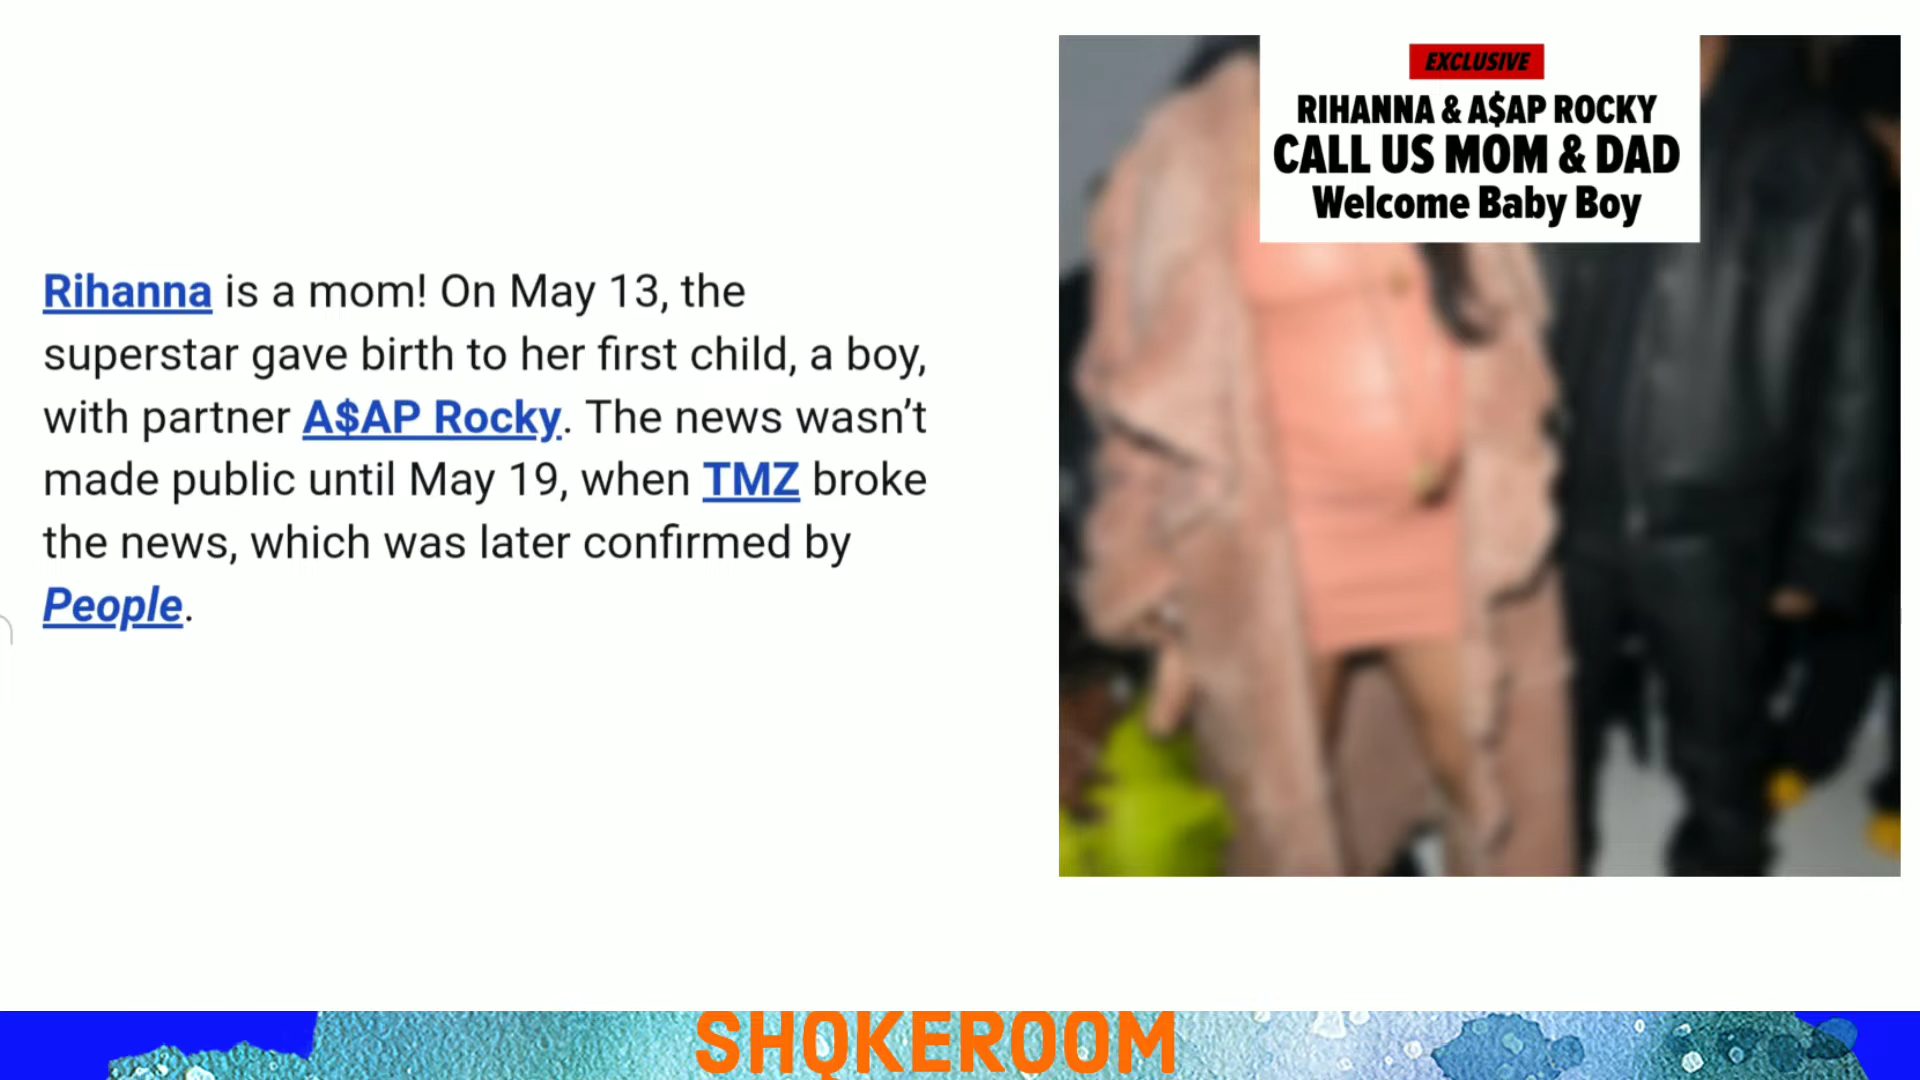 Rihanna is a mom! On May 13, the
superstar gave birth to her first child, a boy,
with partner A$AP Rocky. The news wasn’t
made public until May 19, when TMZ broke
the news, which was later confirmed by
People.
EXCLUSIVE
RIHANNA & A$AP ROCKY
CALL US MOM & DAD
Welcome Baby Boy
SHQKEROOM